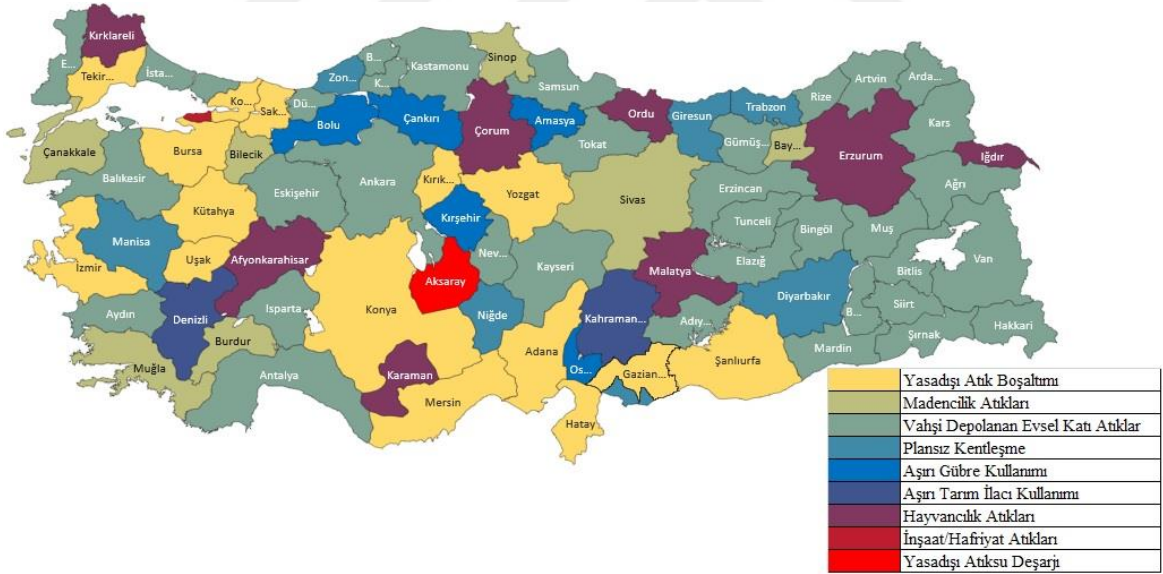 Kırklareli
E...
Tekir...
İsta...
Ko...
Sak...
Dü...
Zon...
B...
K...
Kastamonu
Sinop
Samsun
Bolu
Çankırı
Çorum
Amasya
Ordu
Giresun
Trabzon
Rize
Artvin
Arda...
Kars
Tokat
Gümüş...
Bay...
Erzurum
Iğdır
Çanakkale
Bursa
Bilecik
Balıkesir
Eskişehir
Ankara
Kırık...
Yozgat
Sivas
Erzincan
Ağrı
Kütahya
Kırşehir
Tunceli
Bingöl
Muş
Manisa
Uşak
Afyonkarahisar
Nev...
Kayseri
Malatya
Elazığ
Bitlis
Van
İzmir
Aksaray
Diyarbakır
Siirt
B...
Aydın
Denizli
Isparta
Konya
Niğde
Kahraman...
Adıy...
Mardin
Şırnak
Hakkari
Burdur
Muğla
Antalya
Karaman
Mersin
Adana
Os...
Gazian...
Şanlıurfa
Hatay
Yasadışı Atık Boşaltımı
Madencilik Atıkları
Vahşi Depolanan Evsel Katı Atıklar
Plansız Kentleşme
Aşırı Gübre Kullanımı
Aşırı Tarım İlacı Kullanımı
Hayvancılık Atıkları
İnşaat/Hafriyat Atıkları
Yasadışı Atıksu Deşarjı